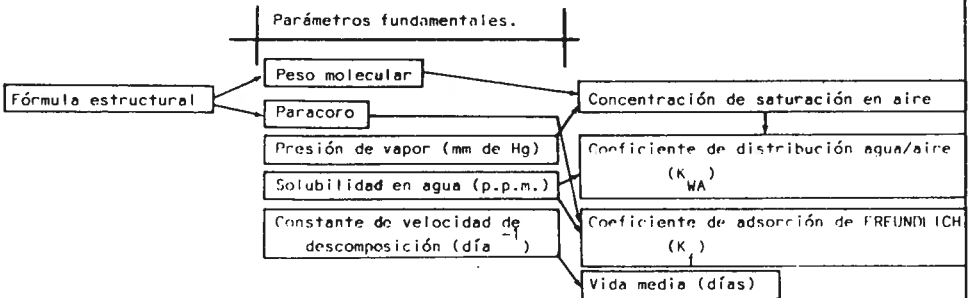 Parámetros fundamentales.
Fórmula estructural
Peso molecular
Paracoro
Presión de vapor (mm de Hg)
Solubilidad en agua (p.p.m.)
Constante de velocidad de
descomposición (día -1)
Concentración de saturación en aire
Coeficiente de distribución agua/aire
(K WA)
Coeficiente de adsorción de FREUNDLICH
(K f)
Vida media (días)